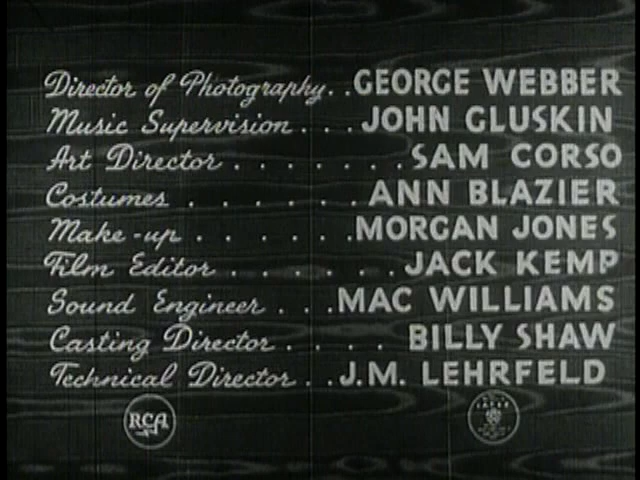 Director of Photography. . GEORGE WEBBER
Music Supervision . . . JOHN GLUSKIN
Art Director . . . . . . . SAM CORSO
Costumes . . . . . . ANN BLAZIER
Make-up . . . . . . MORGAN JONES
Film Editor . . . . . . JACK KEMP
Sound Engineer . . . MAC WILLIAMS
Casting Director . . . . BILLY SHAW
Technical Director . . J.M. LEHRFELD
RCA